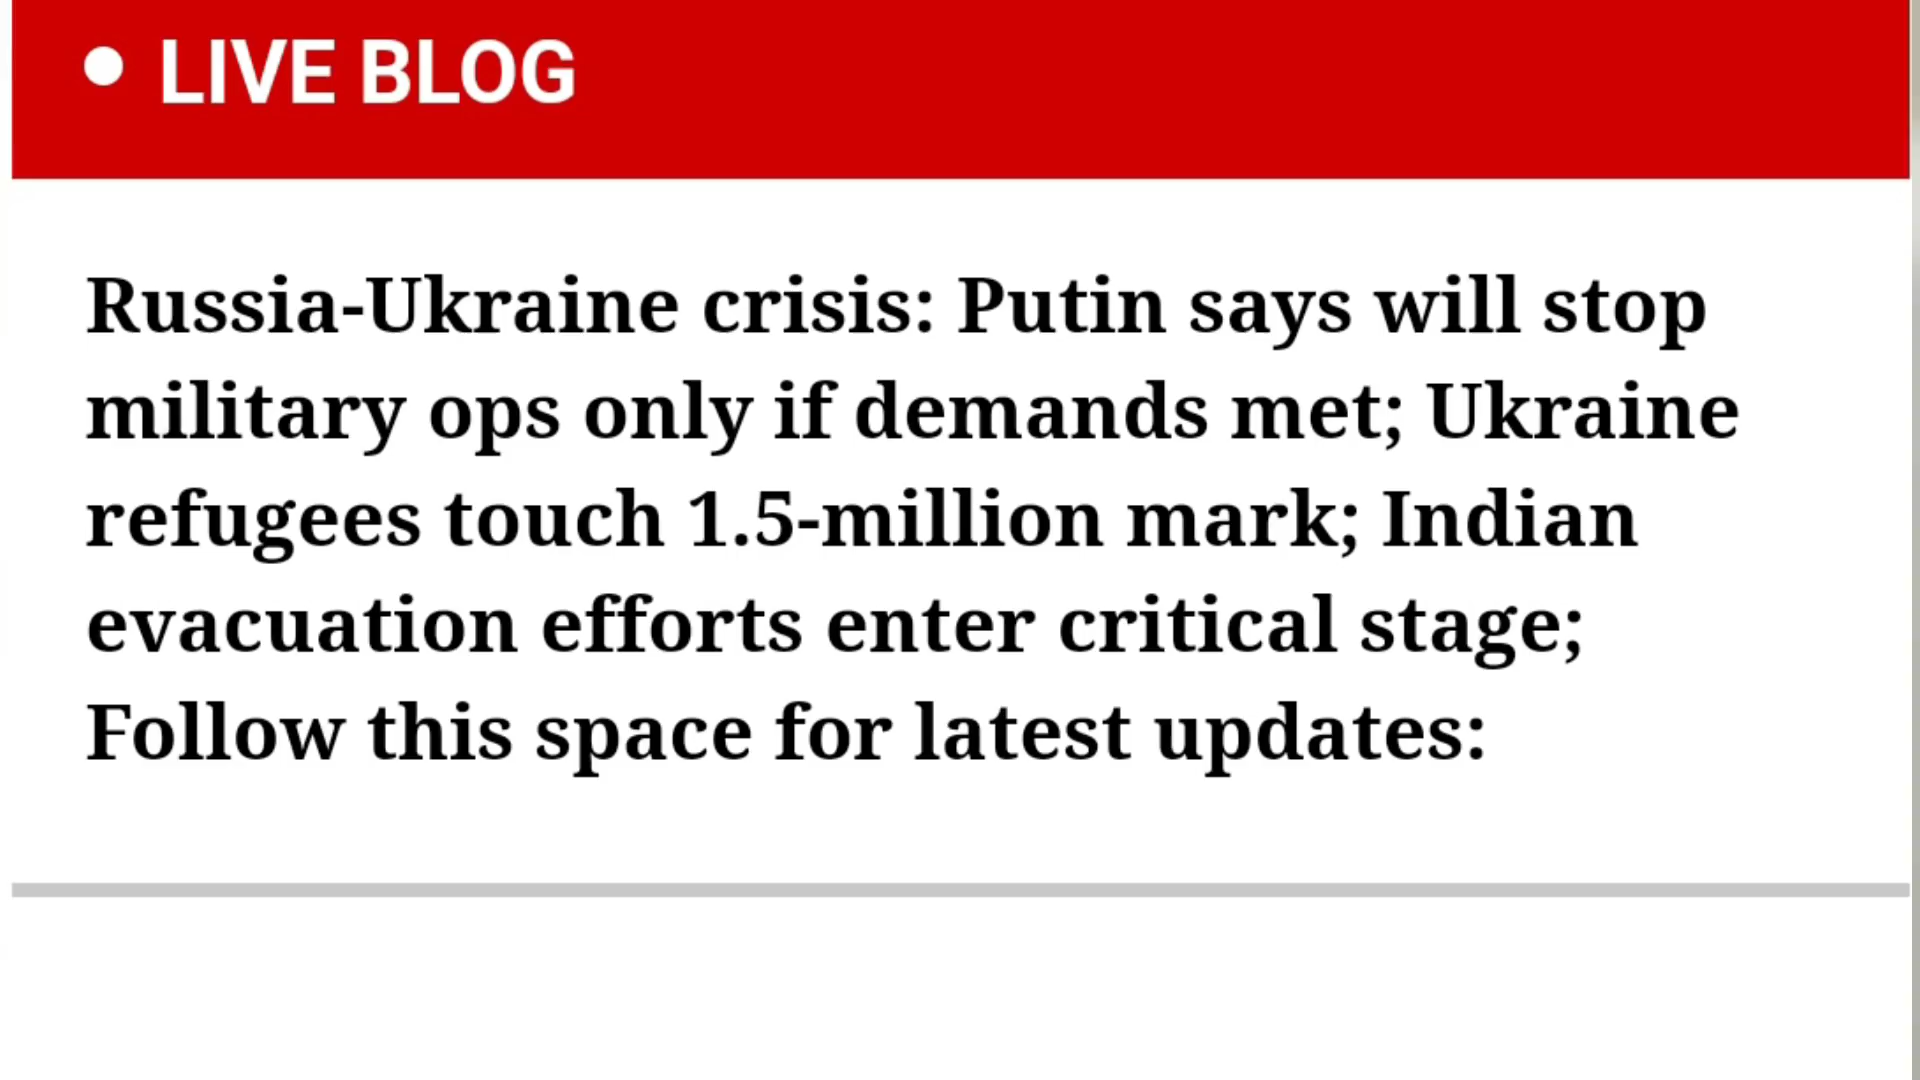 LIVE BLOG
Russia-Ukraine crisis: Putin says will stop
military ops only if demands met; Ukraine
refugees touch 1.5-million mark; Indian
evacuation efforts enter critical stage;
Follow this space for latest updates: